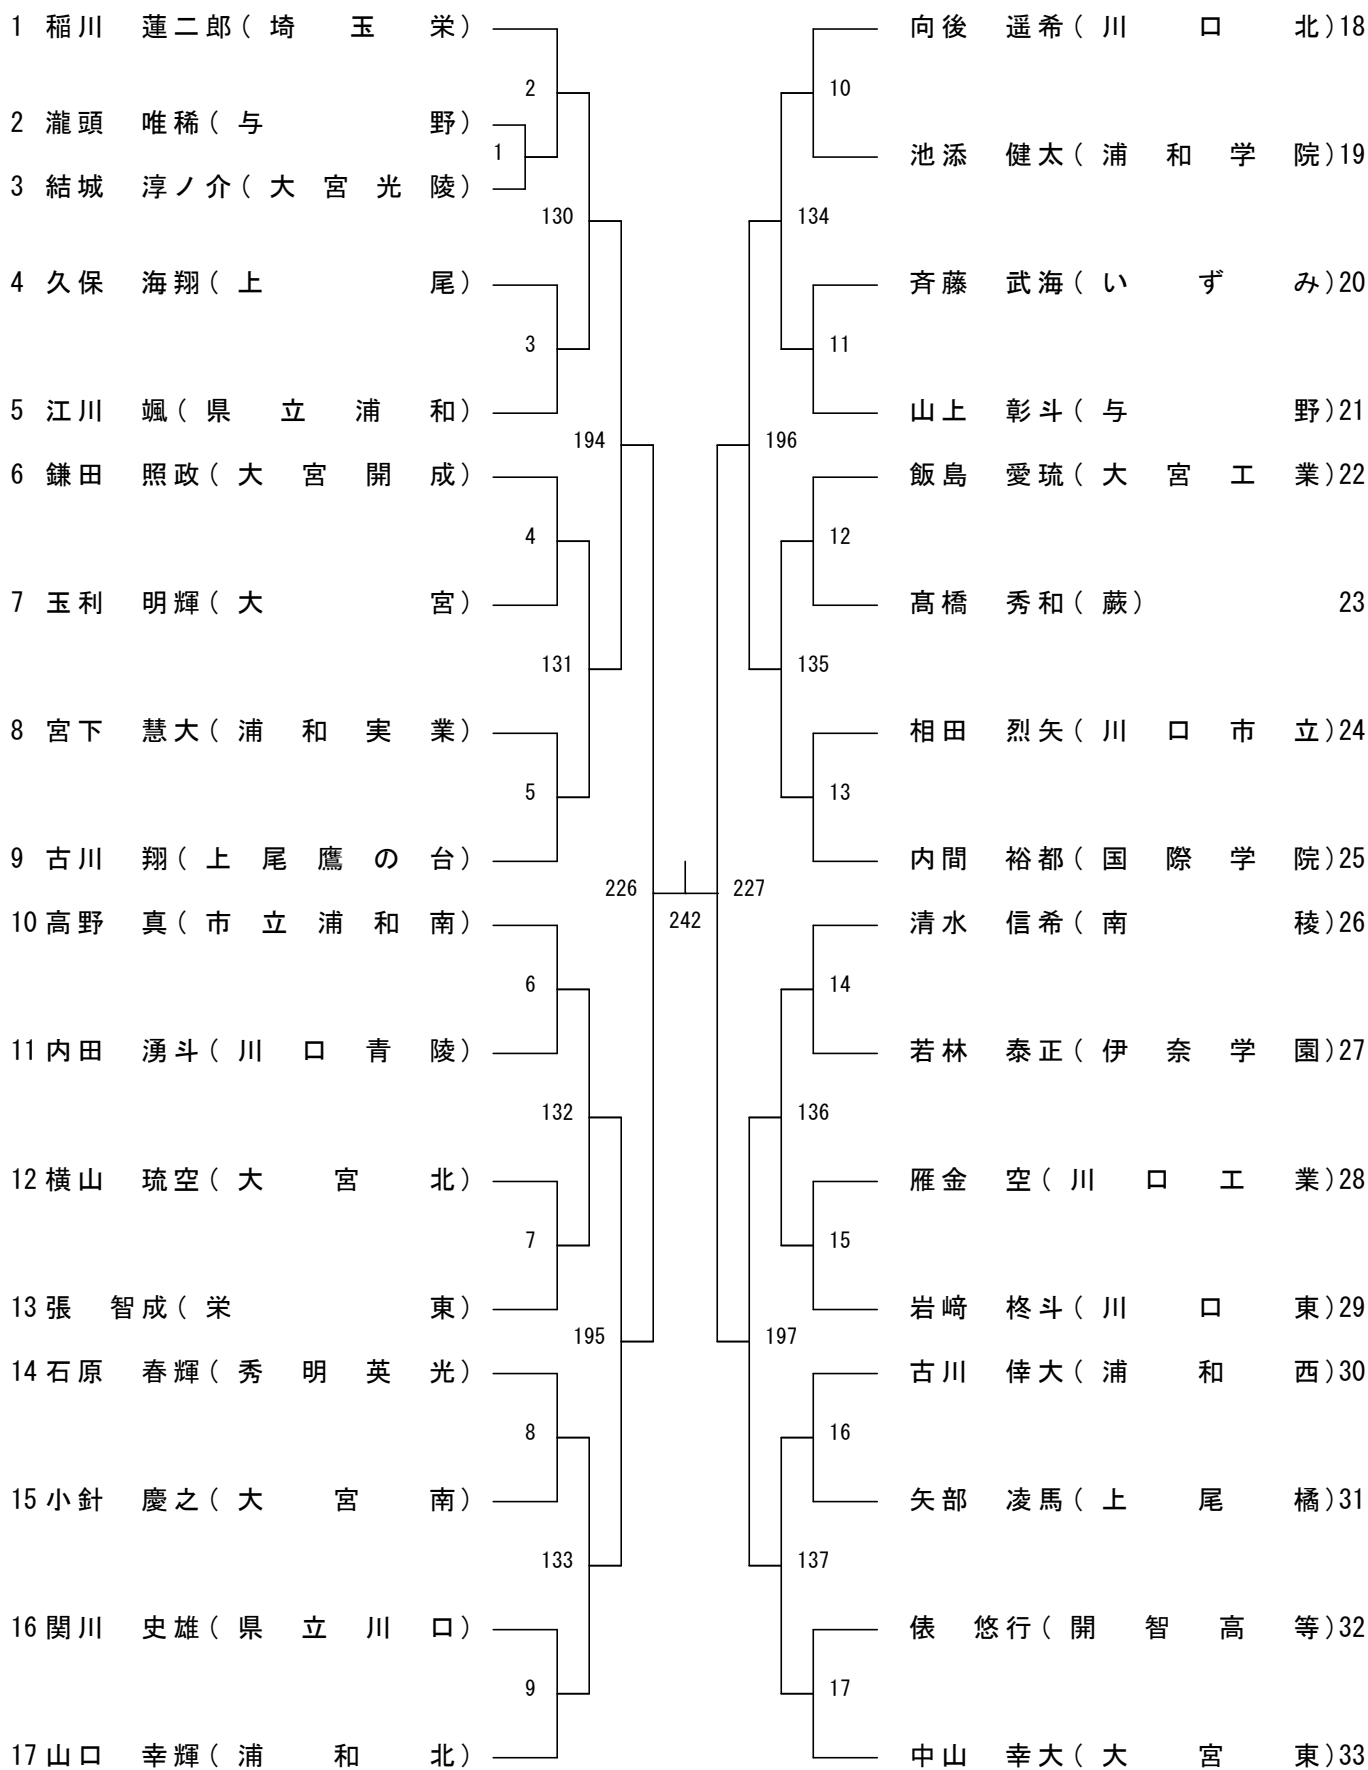 1 稲川 蓮二郎(埼玉栄)
2
2 瀧頭 唯稀(与野)
1
3 結城 淳ノ介(大宮光陵)
130
4 久保 海翔(上尾)
3
5 江川 颯(県立浦和)
194
6 鎌田 照政(大宮開成)
4
7 玉利 明輝(大宮)
131
8 宮下 慧大(浦和実業)
5
9 古川 翔(上尾鷹の台)
226
10 高野 真(市立浦和南)
6
11 内田 湧斗(川口青陵)
132
12 横山 琉空(大宮北)
7
13 張 智成(栄東)
195
14 石原 春輝(秀明英光)
8
15 小針 慶之(大宮南)
133
16 関川 史雄(県立川口)
9
17 山口 幸輝(浦和北)
242
向後 遥希(川口北)18
10
池添 健太(浦和学院)19
134
斉藤 武海(いずみ)20
11
山上 彰斗(与野)21
196
飯島 愛琉(大宮工業)22
12
髙橋 秀和(蕨) 23
135
相田 烈矢(川口市立)24
13
内間 裕都(国際学院)25
227
清水 信希(南稜)26
14
若林 泰正(伊奈学園)27
136
雁金 空(川口工業)28
15
岩﨑 柊斗(川口東)29
197
古川 倖大(浦和西)30
16
矢部 凌馬(上尾橘)31
137
俵 悠行(開智高等)32
17
中山 幸大(大宮東)33